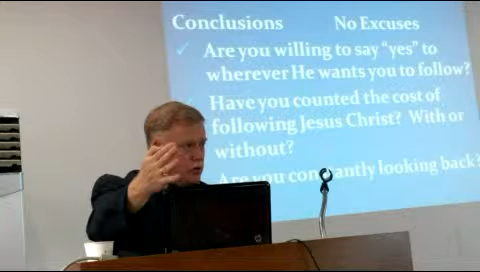 Conclusions No Excuses
✓ Are you willing to say “yes” to
wherever He wants you to follow?
Have you counted the cost of
following Jesus Christ? With or
without?
Are you constantly looking back?